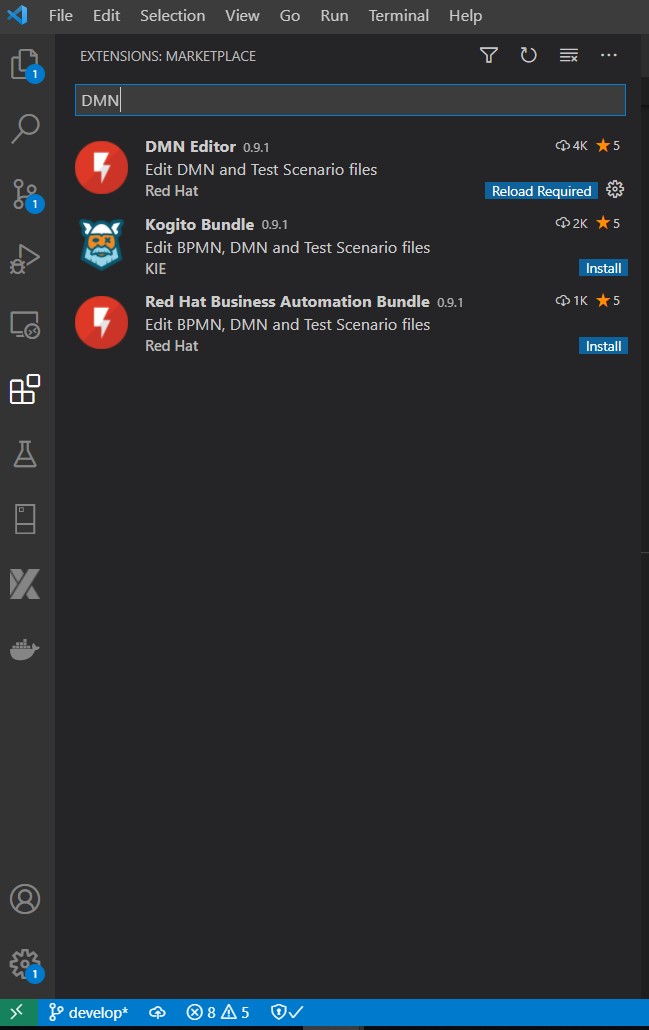 File Edit Selection View Go Run Terminal Help
EXTENSIONS: MARKETPLACE
1
DMN
DMN Editor 0.9.1 4K 5
Edit DMN and Test Scenario files
Red Hat Reload Required
1
Kogito Bundle 0.9.1 2K 5
Edit BPMN, DMN and Test Scenario files
KIE Install
Red Hat Business Automation Bundle 0.9.1 1K 5
Edit BPMN, DMN and Test Scenario files
Red Hat Install
1
develop* 8 5